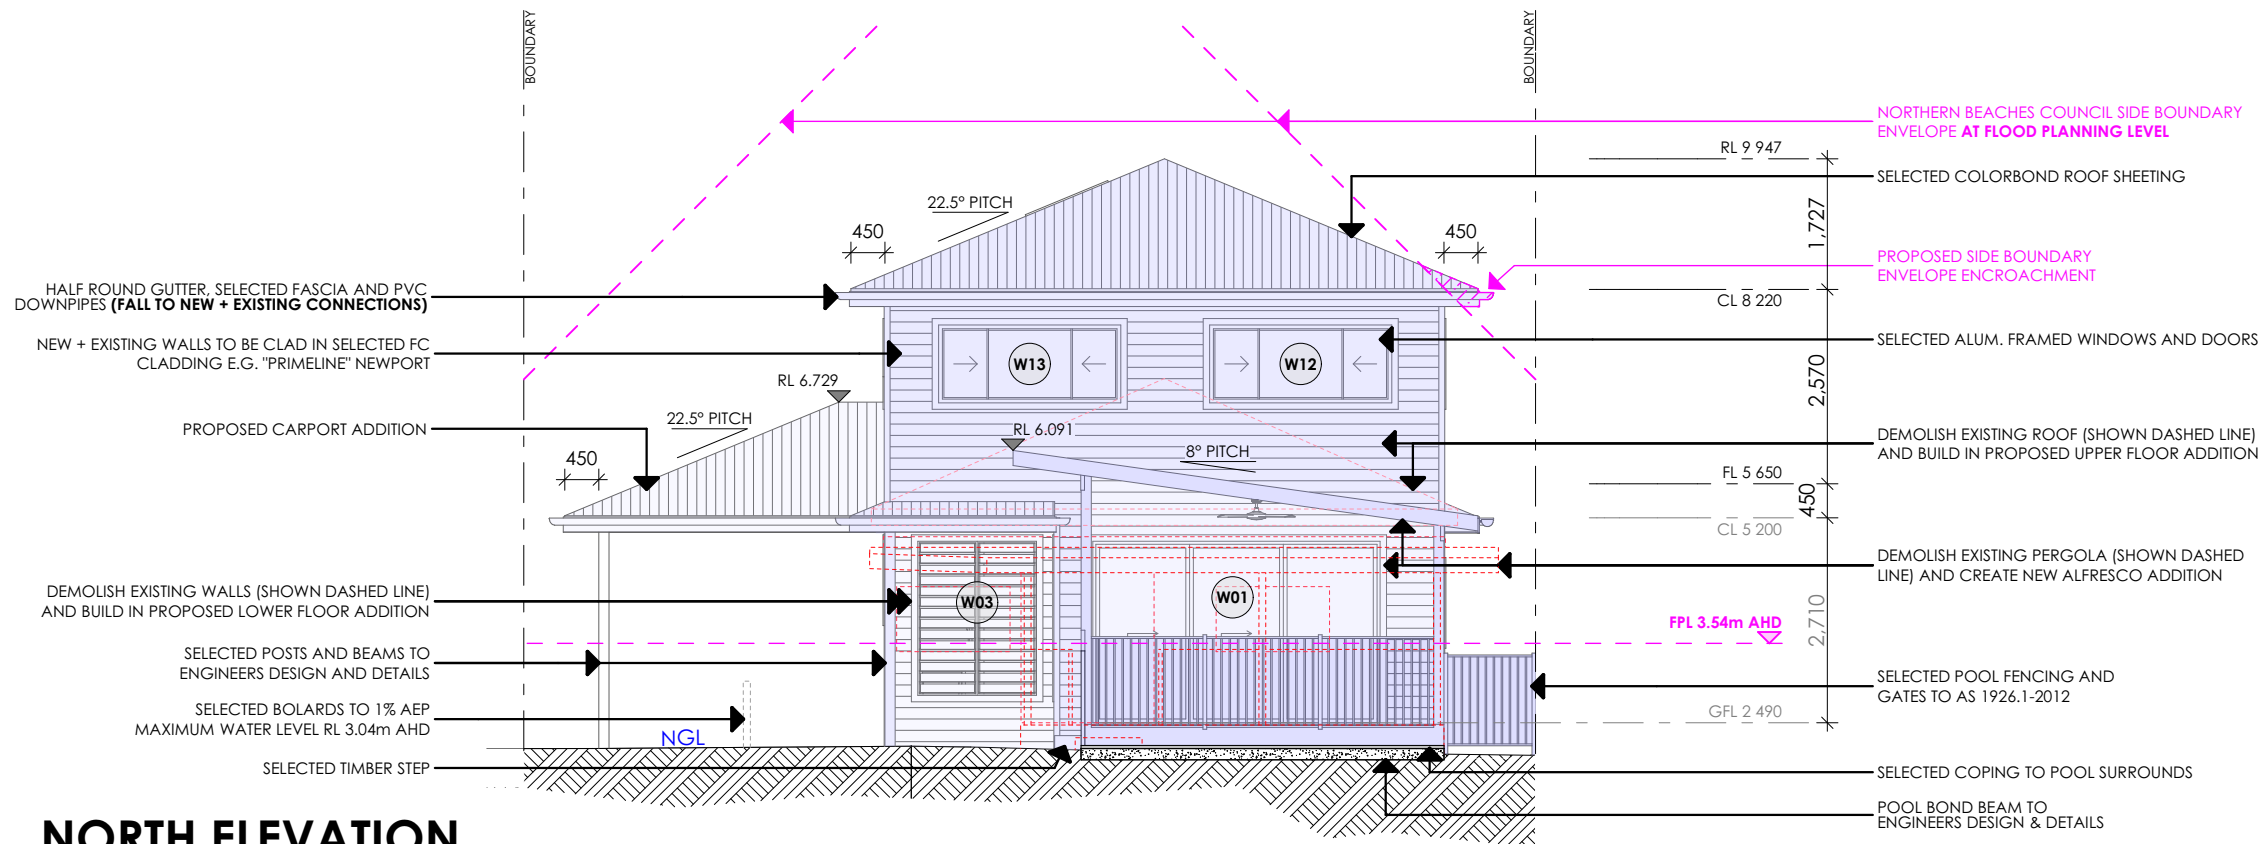 BOUNDARY
BOUNDARY
NORTHERN BEACHES COUNCIL SIDE BOUNDARY
ENVELOPE AT FLOOD PLANNING LEVEL
RL 9 947
SELECTED COLORBOND ROOF SHEETING
22.5° PITCH
450
450
1,727
PROPOSED SIDE BOUNDARY
ENVELOPE ENCROACHMENT
HALF ROUND GUTTER, SELECTED FASCIA AND PVC
DOWNPIPES (FALL TO NEW + EXISTING CONNECTIONS)
CL 8 220
NEW + EXISTING WALLS TO BE CLAD IN SELECTED FC
CLADDING E.G. "PRIMELINE" NEWPORT
W13
W12
SELECTED ALUM. FRAMED WINDOWS AND DOORS
RL 6.729
2,570
22.5° PITCH
PROPOSED CARPORT ADDITION
RL 6.091
8° PITCH
DEMOLISH EXISTING ROOF (SHOWN DASHED LINE)
AND BUILD IN PROPOSED UPPER FLOOR ADDITION
450
FL 5 650
450
CL 5 200
DEMOLISH EXISTING PERGOLA (SHOWN DASHED
LINE) AND CREATE NEW ALFRESCO ADDITION
DEMOLISH EXISTING WALLS (SHOWN DASHED LINE)
AND BUILD IN PROPOSED LOWER FLOOR ADDITION
W03
W01
FPL 3.54m AHD
2,710
SELECTED POSTS AND BEAMS TO
ENGINEERS DESIGN AND DETAILS
SELECTED POOL FENCING AND
GATES TO AS 1926.1-2012
SELECTED BOLARDS TO 1% AEP
MAXIMUM WATER LEVEL RL 3.04m AHD
GFL 2 490
NGL
SELECTED TIMBER STEP
SELECTED COPING TO POOL SURROUNDS
POOL BOND BEAM TO
ENGINEERS DESIGN & DETAILS
NORTH ELEVATION